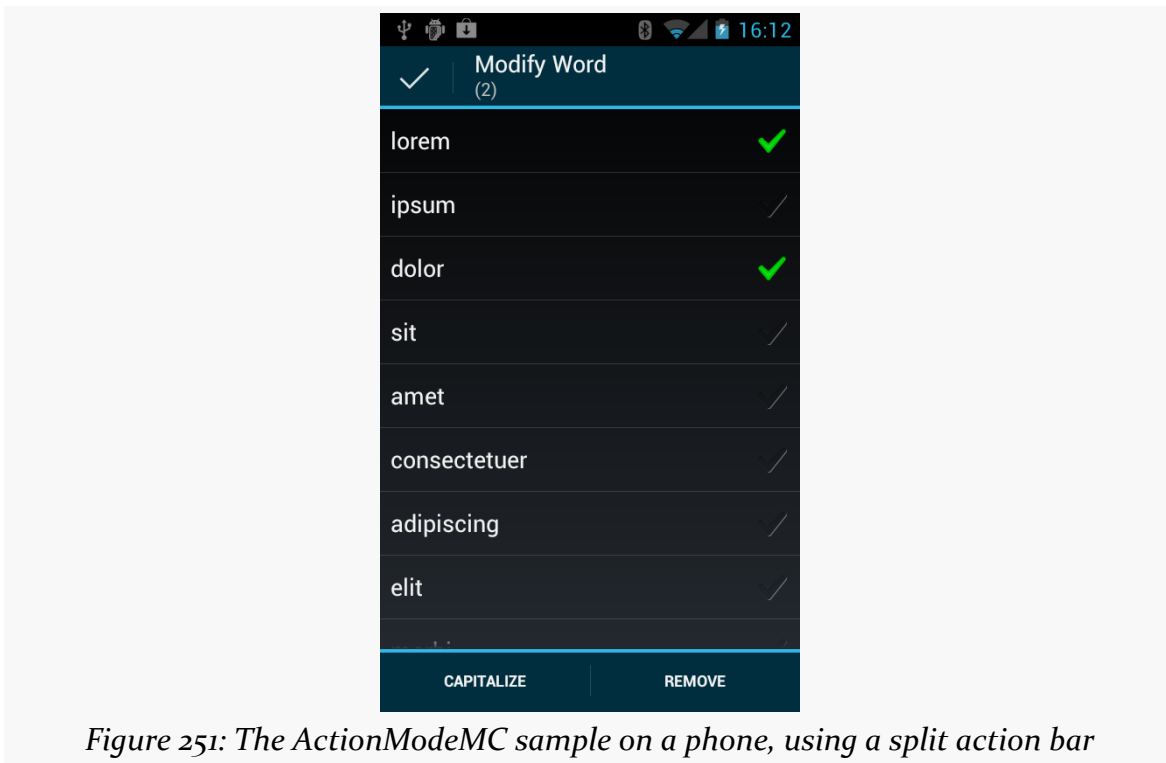 16:12
Modify Word
(2)
lorem
ipsum
dolor
sit
amet
consectetuer
adipiscing
elit
CAPITALIZE REMOVE
Figure 251: The ActionModeMC sample on a phone, using a split action bar